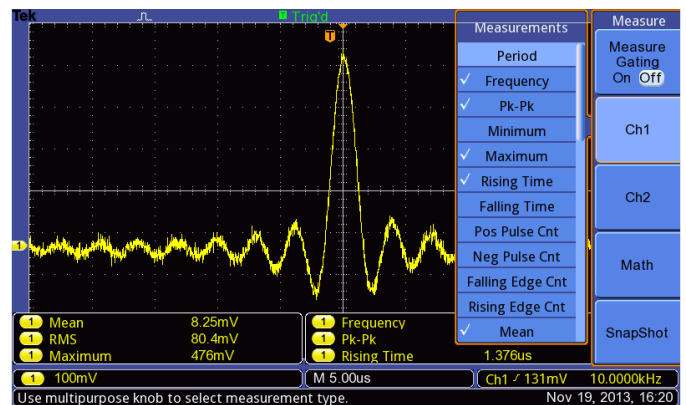 Tek
T Trig'd
T
Measurements
Period
✓ Frequency
✓ Pk-Pk
Minimum
✓ Maximum
✓ Rising Time
Falling Time
Pos Pulse Cnt
Neg Pulse Cnt
Falling Edge Cnt
Rising Edge Cnt
✓ Mean
Measure
Measure
Gating
On Off
Ch1
Ch2
Math
SnapShot
1
1 Mean 8.25mV
1 RMS 80.4mV
1 Maximum 476mV
1 Frequency
1 Pk-Pk
1 Rising Time 1.376us
1 100mV
M 5.00us
Ch1 131mV 10.0000kHz
Use multipurpose knob to select measurement type.
Nov 19, 2013, 16:20